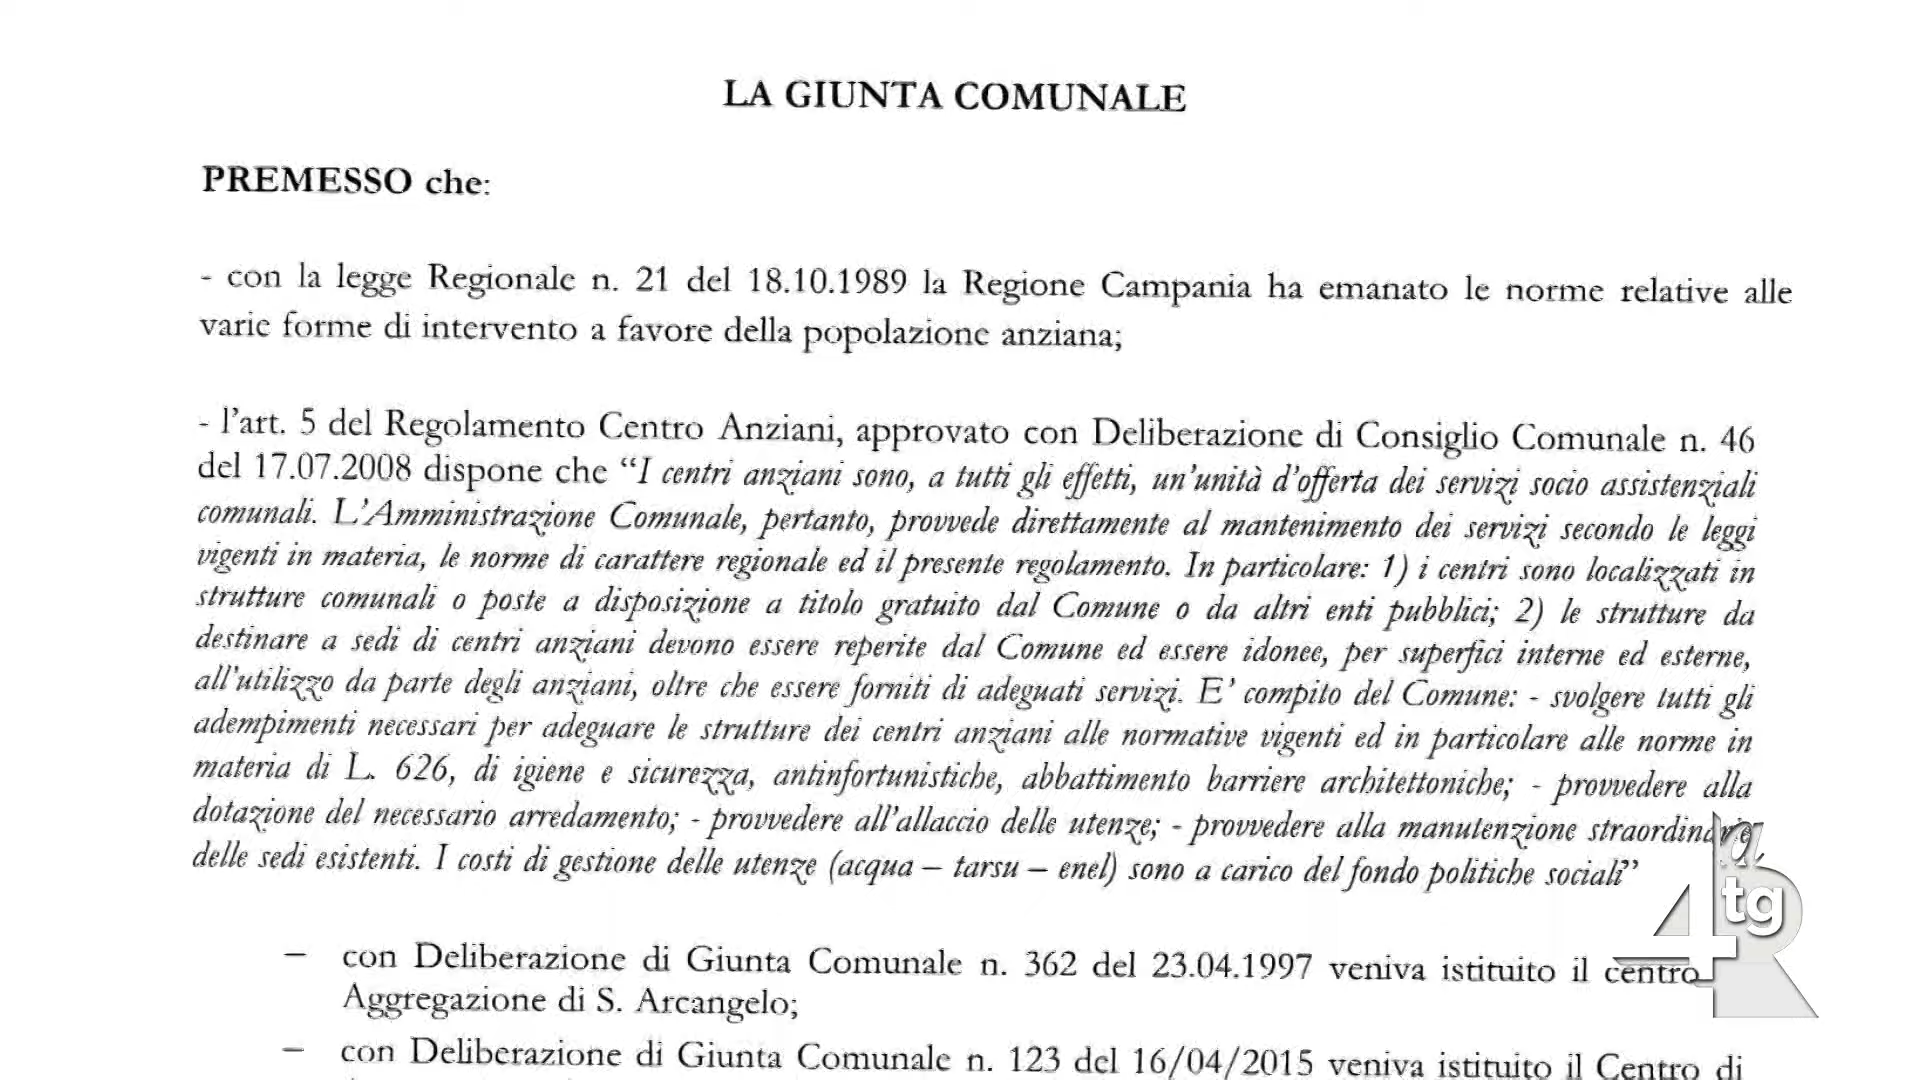 LA GIUNTA COMUNALE
PREMESSO che:
- con la legge Regionale n. 21 del 18.10.1989 la Regione Campania ha emanato le norme relative alle
varie forme di intervento a favore della popolazione anziana;
- l’art. 5 del Regolamento Centro Anziani, approvato con Deliberazione di Consiglio Comunale n. 46
del 17.07.2008 dispone che “I centri anziani sono, a tutti gli effetti, un’unità d’offerta dei servizi socio assistenziali
comunali. L’Amministrazione Comunale, pertanto, provvede direttamente al mantenimento dei servizi secondo le leggi
vigenti in materia, le norme di carattere regionale ed il presente regolamento. In particolare: 1) i centri sono localizzati in
strutture comunali o poste a disposizione a titolo gratuito dal Comune o da altri enti pubblici; 2) le strutture da
destinare a sedi di centri anziani devono essere reperite dal Comune ed essere idonee, per superfici interne ed esterne,
all’utilizzo da parte degli anziani, oltre che essere forniti di adeguati servizi. E’ compito del Comune: - svolgere tutti gli
adempimenti necessari per adeguare le strutture dei centri anziani alle normative vigenti ed in particolare alle norme in
materia di L. 626, di igiene e sicurezza, antinfortunistiche, abbattimento barriere architettoniche; - provvedere alla
dotazione del necessario arredamento; - provvedere all’allaccio delle utenze; - provvedere alla manutenzione straordinaria
delle sedi esistenti. I costi di gestione delle utenze (acqua – tarsu – enel) sono a carico del fondo politiche sociali”
– con Deliberazione di Giunta Comunale n. 362 del 23.04.1997 veniva istituito il centro
Aggregazione di S. Arcangelo;
– con Deliberazione di Giunta Comunale n. 123 del 16/04/2015 veniva istituito il Centro di
R
4
tg